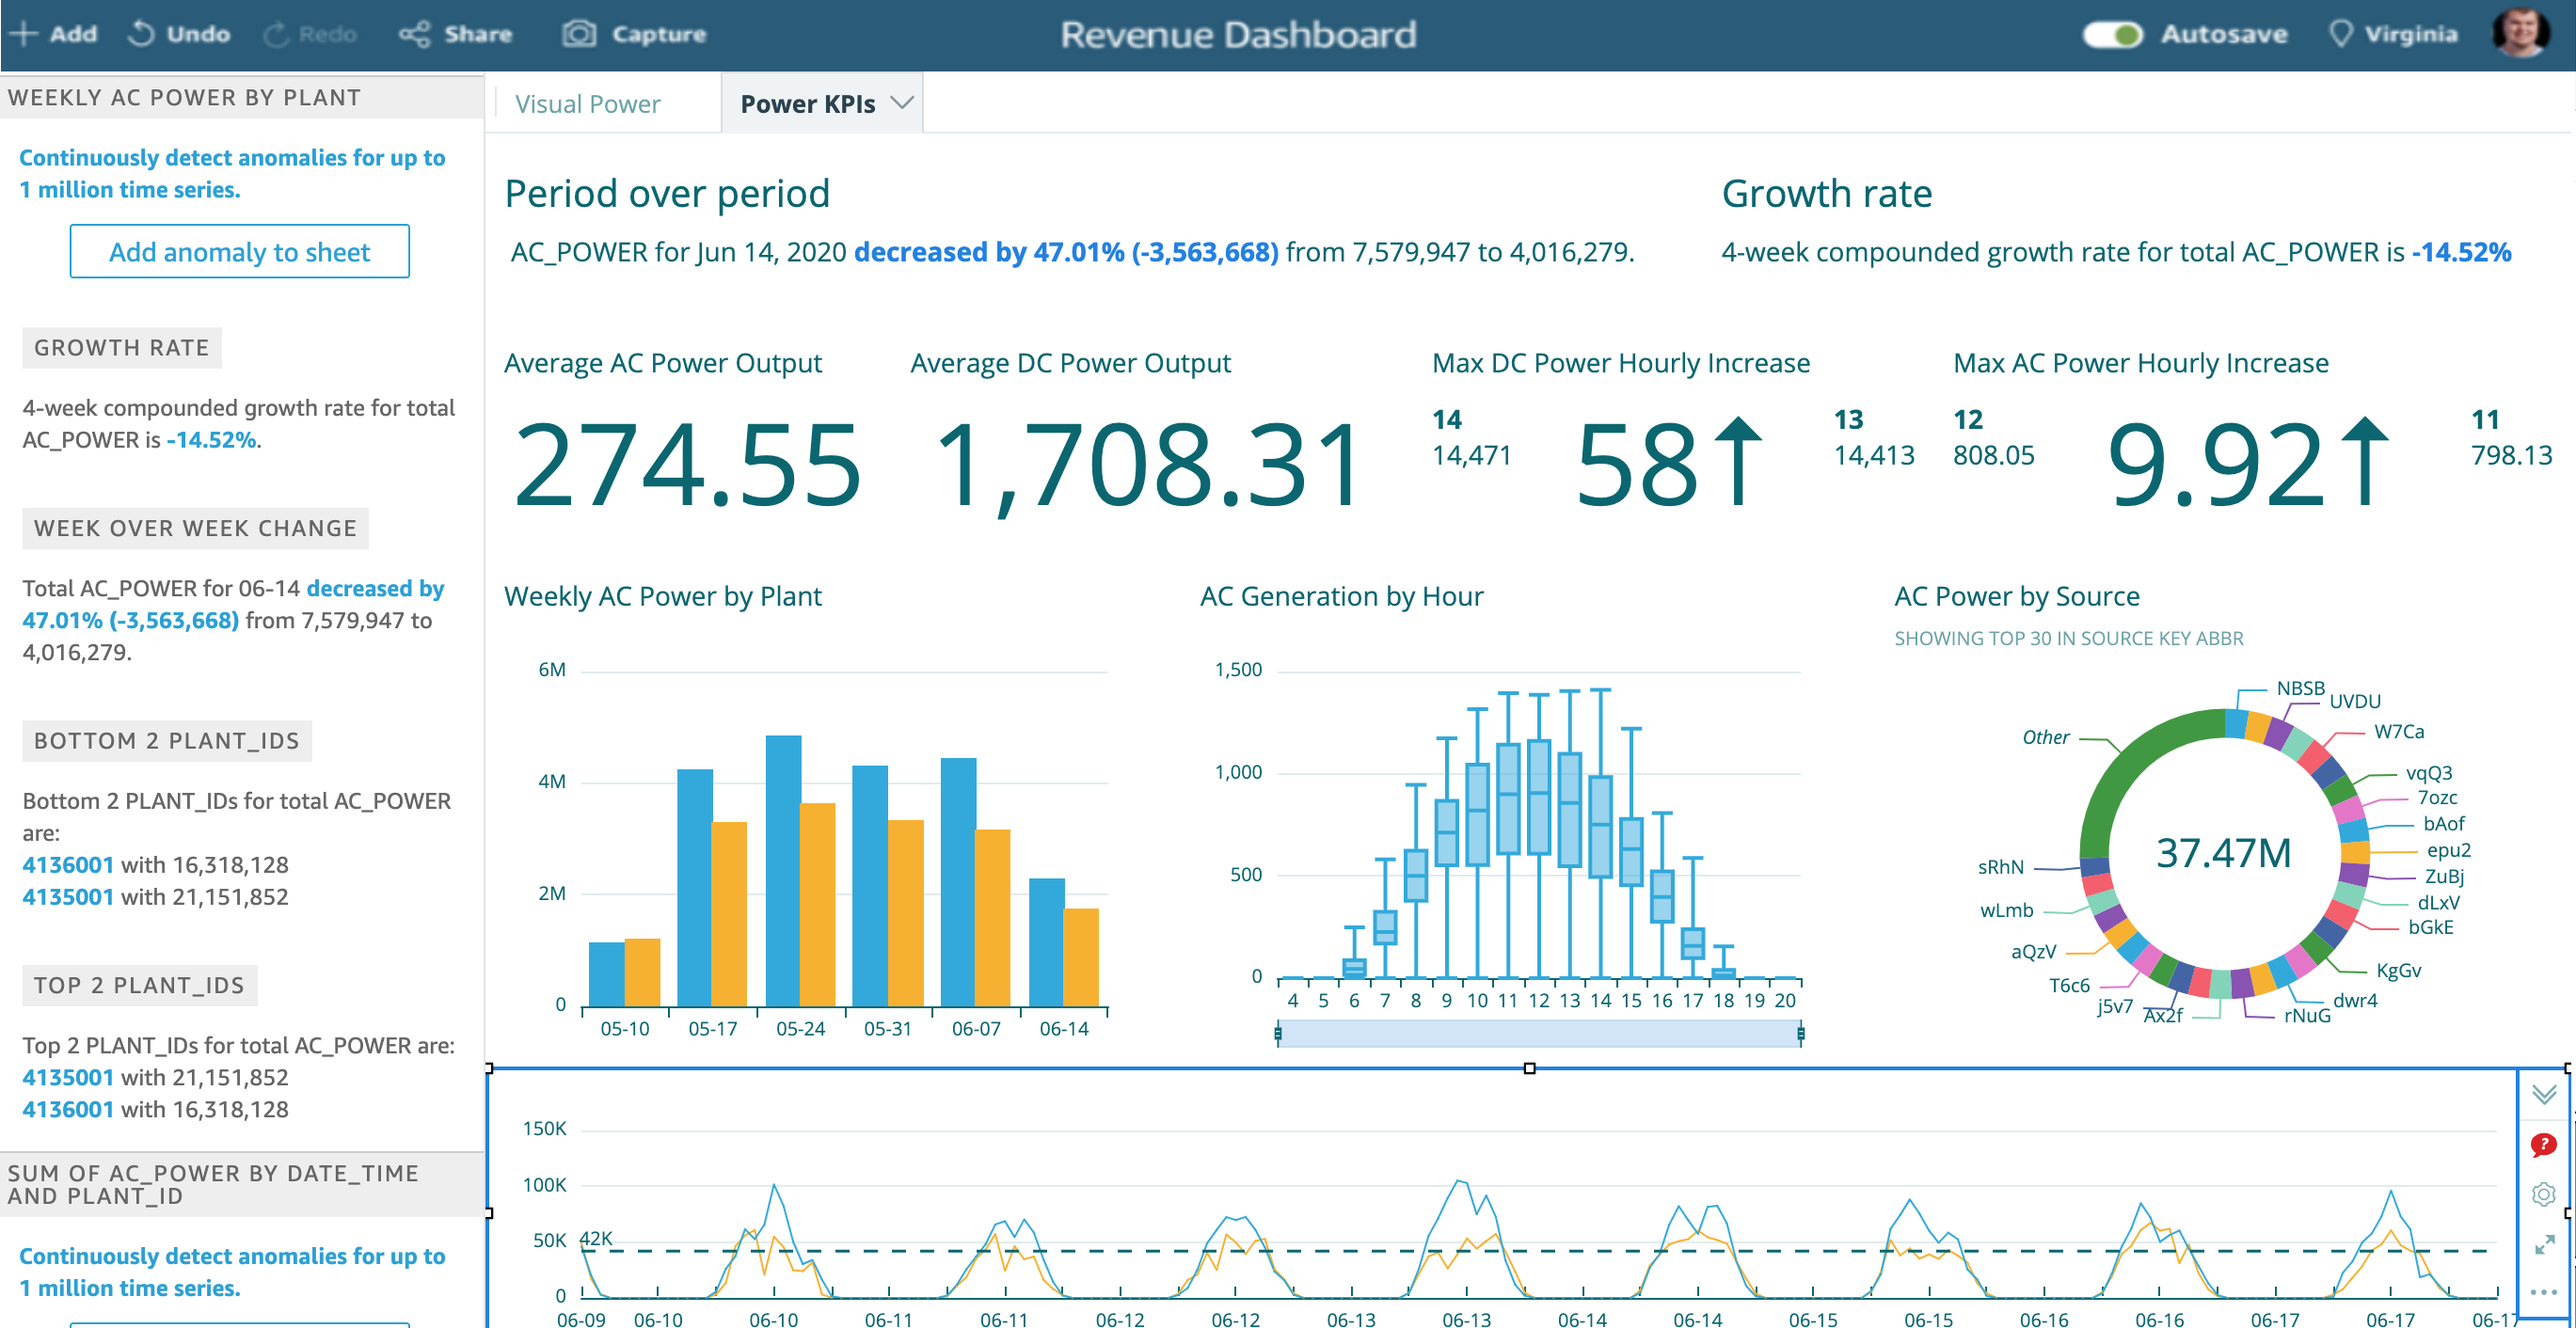 Add Undo Redo Share Capture Revenue Dashboard Autosave Virginia
WEEKLY AC POWER BY PLANT
Continuously detect anomalies for up to
1 million time series.
Add anomaly to sheet
GROWTH RATE
4-week compounded growth rate for total
AC_POWER is -14.52%.
WEEK OVER WEEK CHANGE
Total AC_POWER for 06-14 decreased by
47.01% (-3,563,668) from 7,579,947 to
4,016,279.
BOTTOM 2 PLANT_IDS
Bottom 2 PLANT_IDs for total AC_POWER
are:
4136001 with 16,318,128
4135001 with 21,151,852
TOP 2 PLANT_IDS
Top 2 PLANT_IDs for total AC_POWER are:
4135001 with 21,151,852
4136001 with 16,318,128
SUM OF AC_POWER BY DATE_TIME
AND PLANT_ID
Continuously detect anomalies for up to
1 million time series.
Visual Power Power KPIs
Period over period
AC_POWER for Jun 14, 2020 decreased by 47.01% (-3,563,668) from 7,579,947 to 4,016,279.
Growth rate
4-week compounded growth rate for total AC_POWER is -14.52%
Average AC Power Output
274.55
Average DC Power Output
1,708.31
Max DC Power Hourly Increase
14
14,471
58
13
14,413
Max AC Power Hourly Increase
12
808.05
9.92
11
798.13
Weekly AC Power by Plant
6M
4M
2M
0
05-10 05-17 05-24 05-31 06-07 06-14
AC Generation by Hour
1,500
1,000
500
0
4 5 6 7 8 9 10 11 12 13 14 15 16 17 18 19 20
AC Power by Source
SHOWING TOP 30 IN SOURCE KEY ABBR
NBSB
UVDU
W7Ca
vqQ3
7ozc
bAof
epu2
ZuBj
dLxV
bGkE
KgGv
dwr4
rNuG
Ax2f
j5v7
T6c6
aQzV
wLmb
sRhN
Other
37.47M
150K
100K
50K
42K
0
06-09 06-10 06-10 06-11 06-11 06-12 06-12 06-13 06-13 06-14 06-14 06-15 06-15 06-16 06-16 06-17 06-17 06-17
?